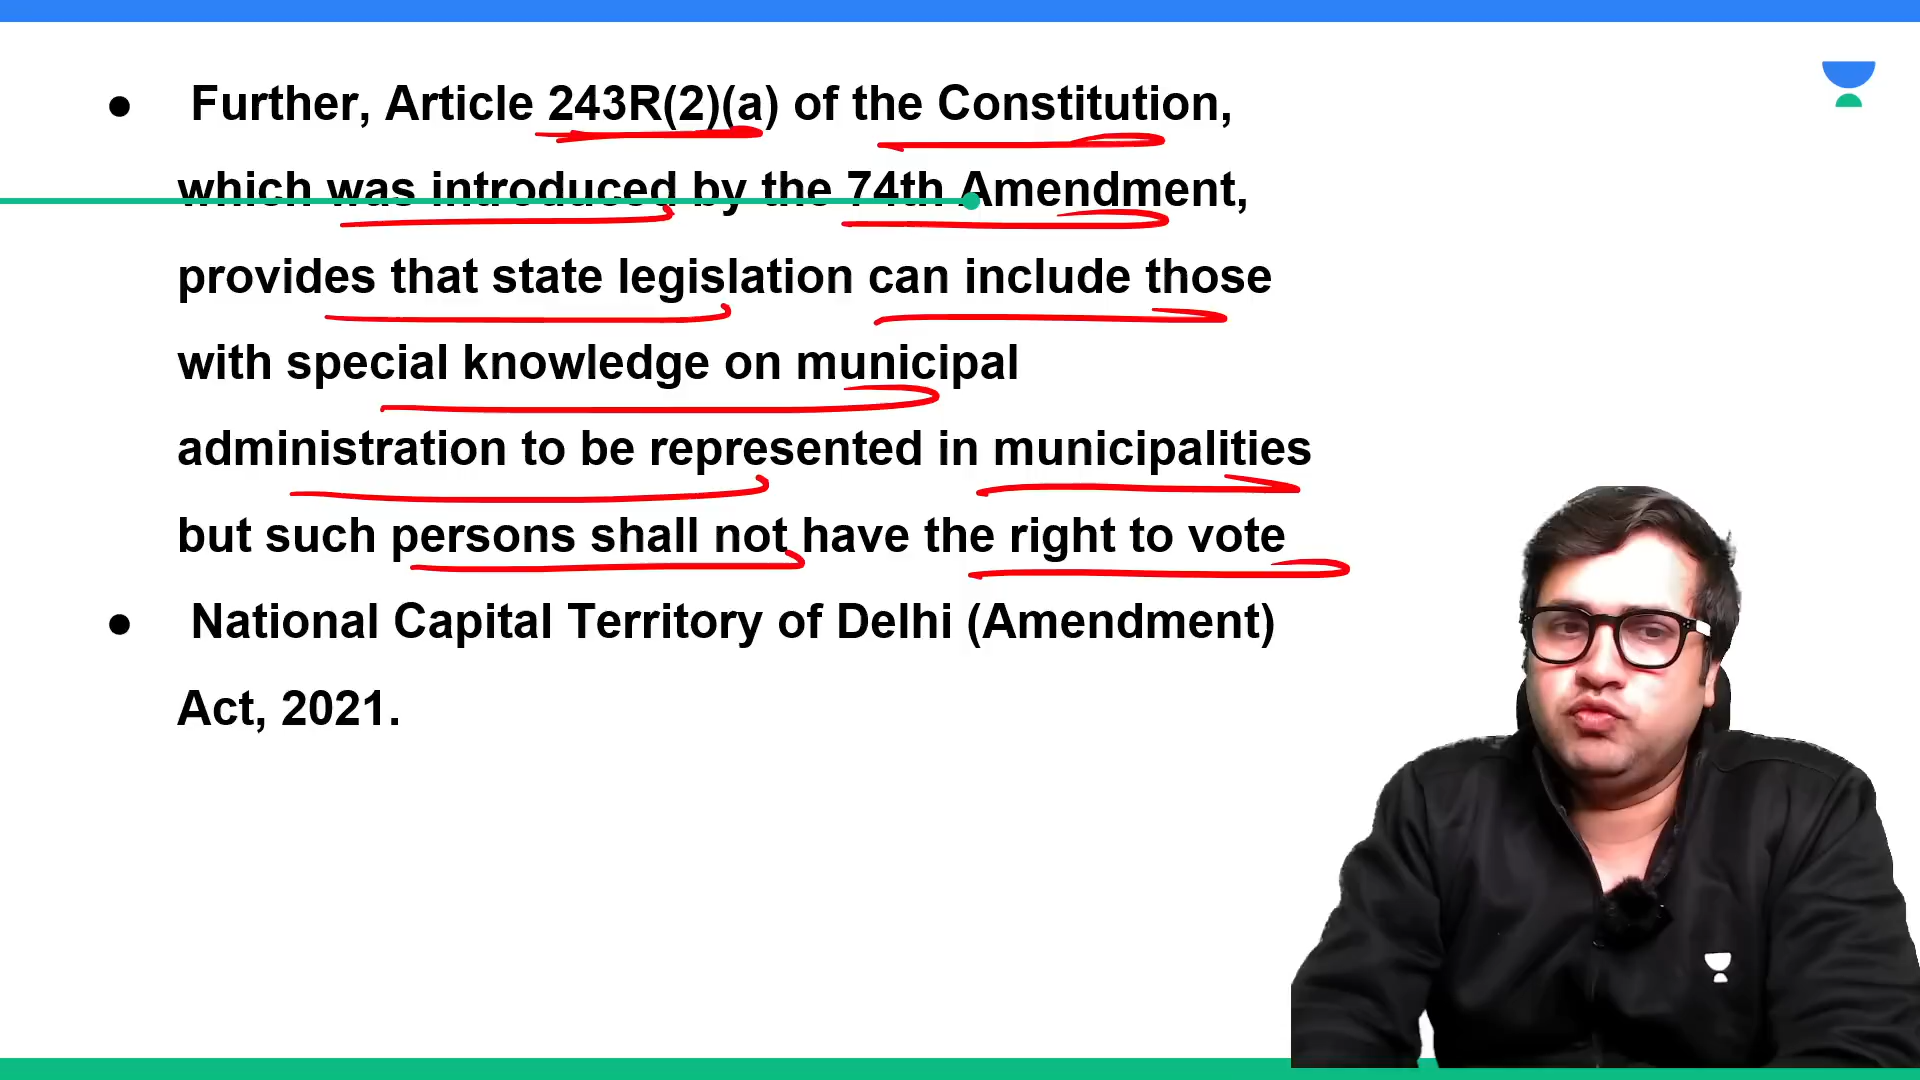 ● Further, Article 243R(2)(a) of the Constitution,
which was introduced by the 74th Amendment,
provides that state legislation can include those
with special knowledge on municipal
administration to be represented in municipalities
but such persons shall not have the right to vote
● National Capital Territory of Delhi (Amendment)
Act, 2021.